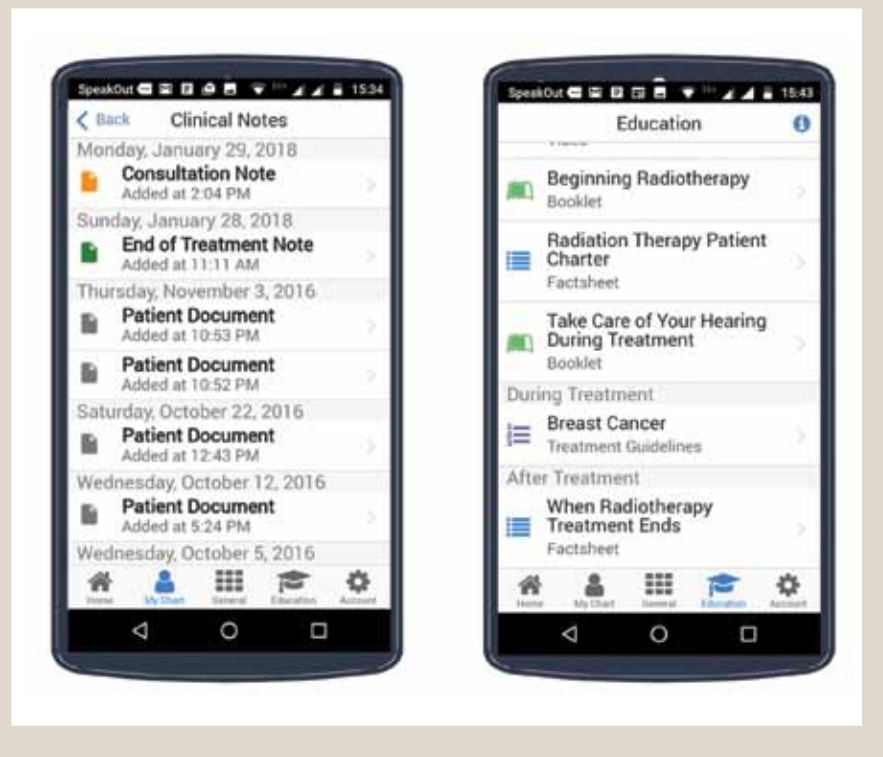 SpeakOut 15:34
Back Clinical Notes
Monday, January 29, 2018
Consultation Note
Added at 2:04 PM
Sunday, January 28, 2018
End of Treatment Note
Added at 11:11 AM
Thursday, November 3, 2016
Patient Document
Added at 10:53 PM
Patient Document
Added at 10:52 PM
Saturday, October 22, 2016
Patient Document
Added at 12:43 PM
Wednesday, October 12, 2016
Patient Document
Added at 5:24 PM
Wednesday, October 5, 2016
Home My Chart General Education Account
SpeakOut 15:43
Education
Beginning Radiotherapy
Booklet
Radiation Therapy Patient
Charter
Factsheet
Take Care of Your Hearing
During Treatment
Booklet
During Treatment
Breast Cancer
Treatment Guidelines
After Treatment
When Radiotherapy
Treatment Ends
Factsheet
Home My Chart General Education Account